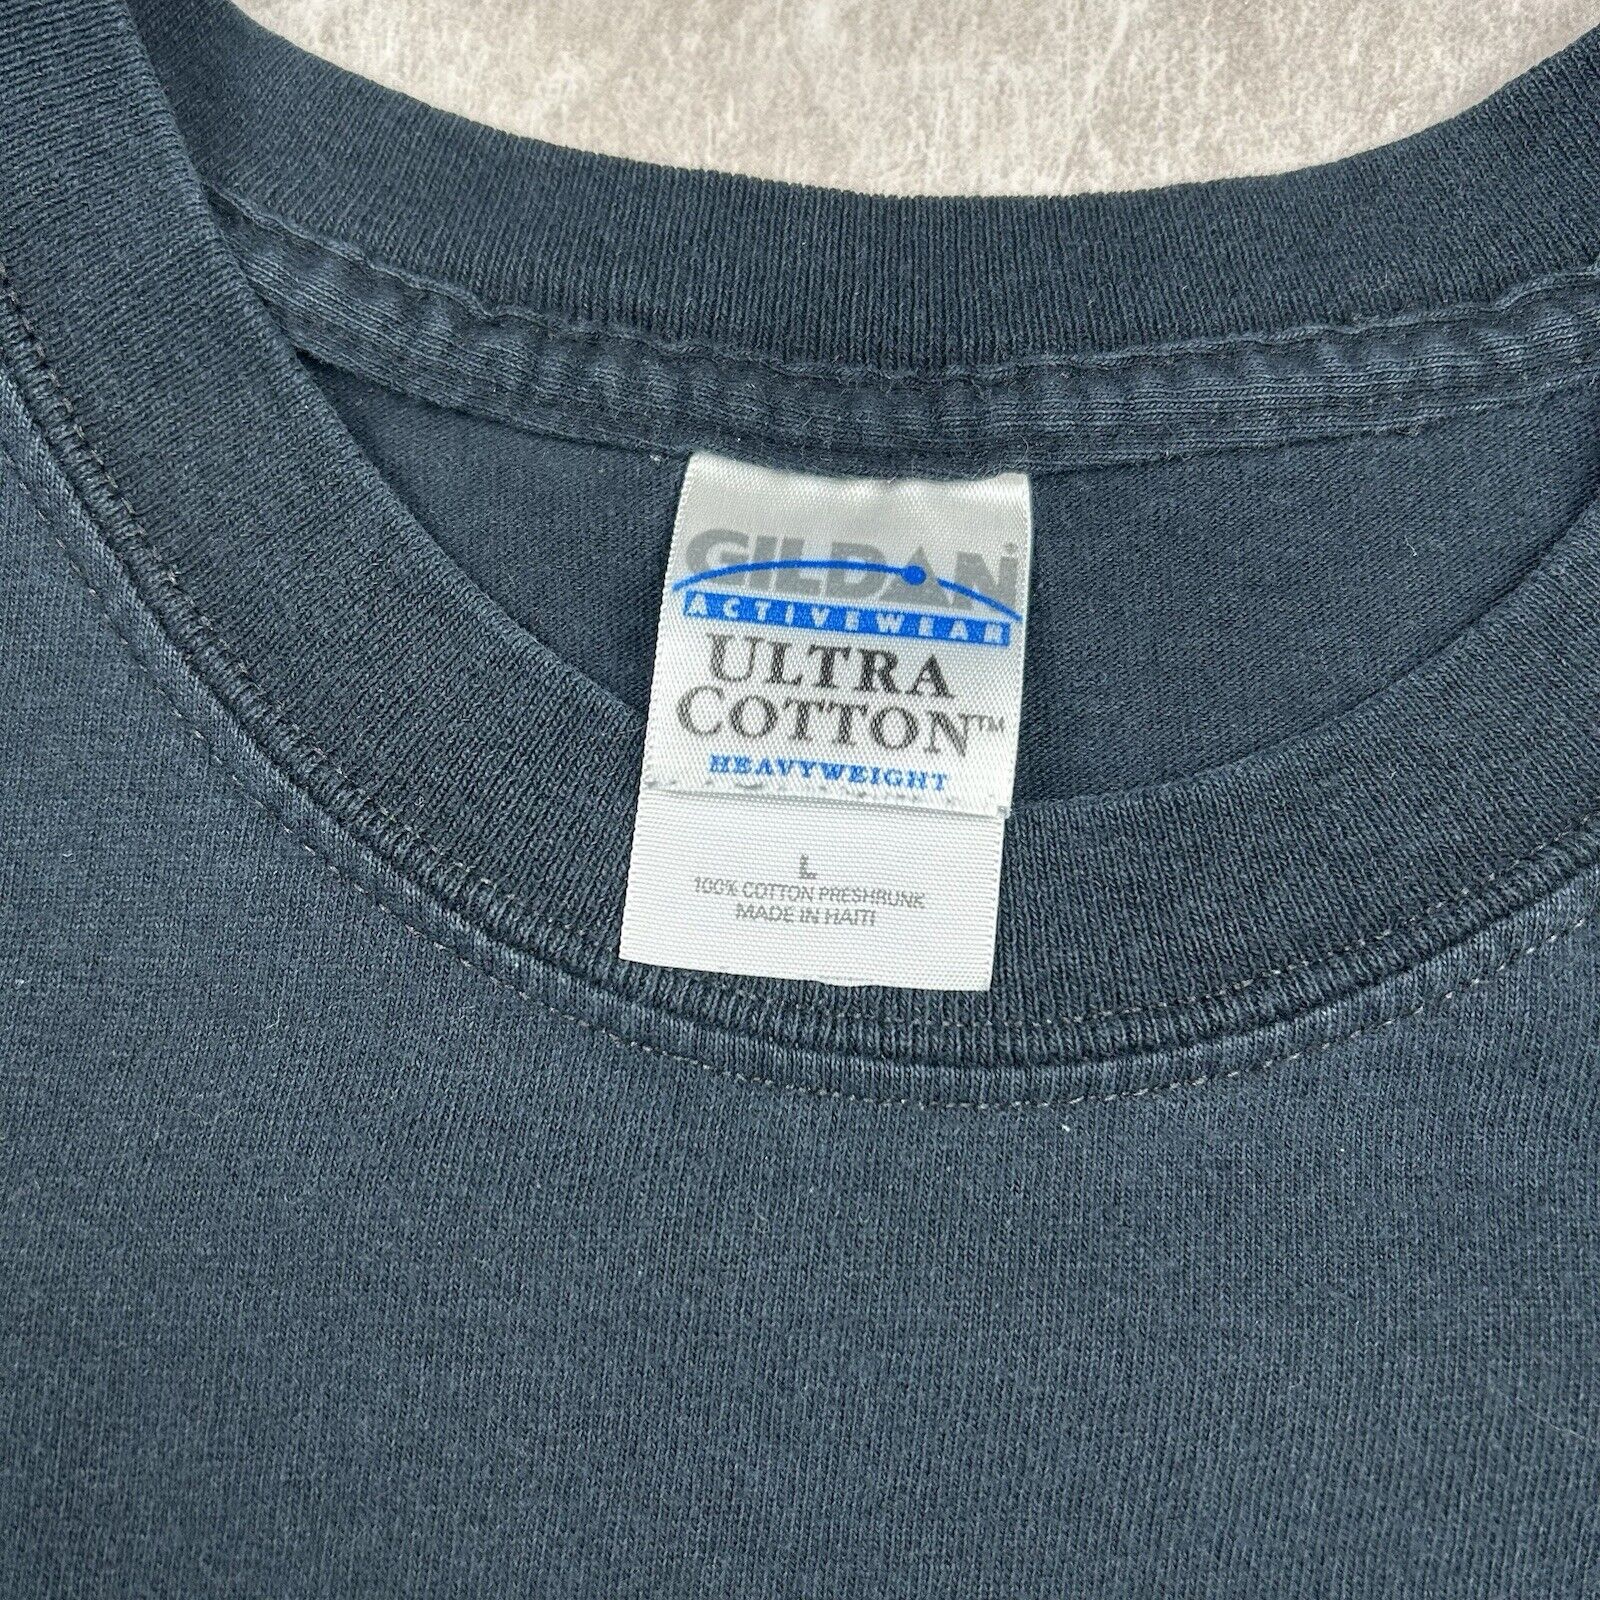 GILDAN
ACTIVEWEAR
ULTRA
COTTON™
HEAVYWEIGHT
L
100% COTTON PRESHRUNK
MADE IN HAITI